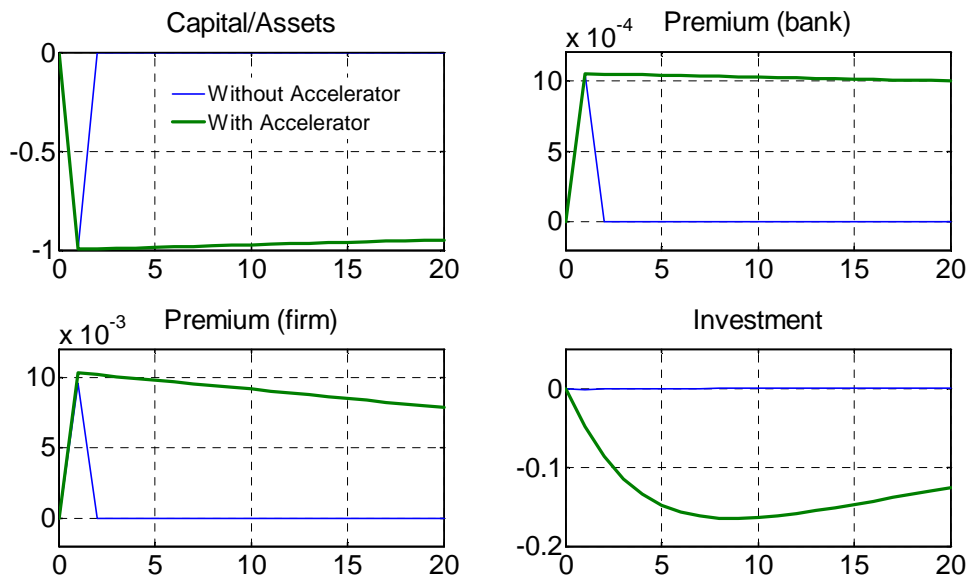 Capital/Assets
0
-0.5
-1
0 5 10 15 20
Without Accelerator
With Accelerator
Premium (bank)
x 10^-4
10
5
0
0 5 10 15 20
Premium (firm)
x 10^-3
10
5
0
0 5 10 15 20
Investment
0
-0.1
-0.2
0 5 10 15 20